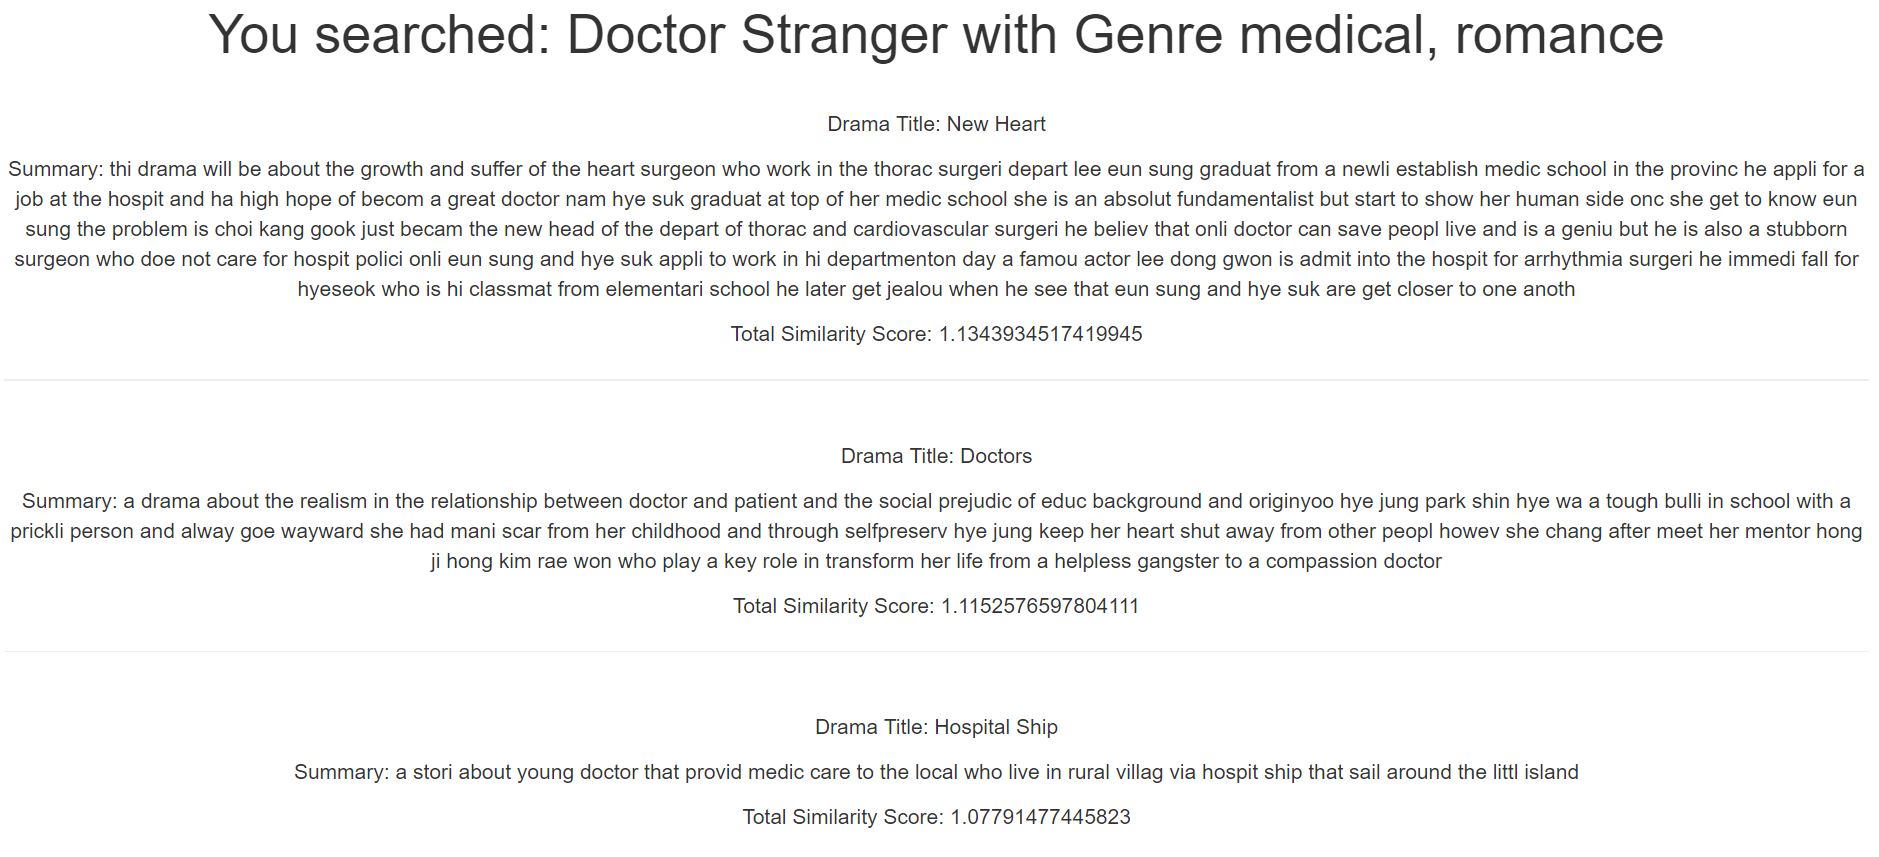 You searched: Doctor Stranger with Genre medical, romance
Drama Title: New Heart
Summary: thi drama will be about the growth and suffer of the heart surgeon who work in the thorac surgeri depart lee eun sung graduat from a newli establish medic school in the provinc he appli for a
job at the hospit and ha high hope of becom a great doctor nam hye suk graduat at top of her medic school she is an absolut fundamentalist but start to show her human side onc she get to know eun
sung the problem is choi kang gook just becam the new head of the depart of thorac and cardiovascular surgeri he believ that onli doctor can save peopl live and is a geniu but he is also a stubborn
surgeon who doe not care for hospit polici onli eun sung and hye suk appli to work in hi departmenton day a famou actor lee dong gwon is admit into the hospit for arrhythmia surgeri he immedi fall for
hyeseok who is hi classmat from elementari school he later get jealou when he see that eun sung and hye suk are get closer to one anoth
Total Similarity Score: 1.1343934517419945
Drama Title: Doctors
Summary: a drama about the realism in the relationship between doctor and patient and the social prejudic of educ background and originyoo hye jung park shin hye wa a tough bulli in school with a
prickli person and alway goe wayward she had mani scar from her childhood and through selfpreserv hye jung keep her heart shut away from other peopl howev she chang after meet her mentor hong
ji hong kim rae won who play a key role in transform her life from a helpless gangster to a compassion doctor
Total Similarity Score: 1.1152576597804111
Drama Title: Hospital Ship
Summary: a stori about young doctor that provid medic care to the local who live in rural villag via hospit ship that sail around the littl island
Total Similarity Score: 1.07791477445823